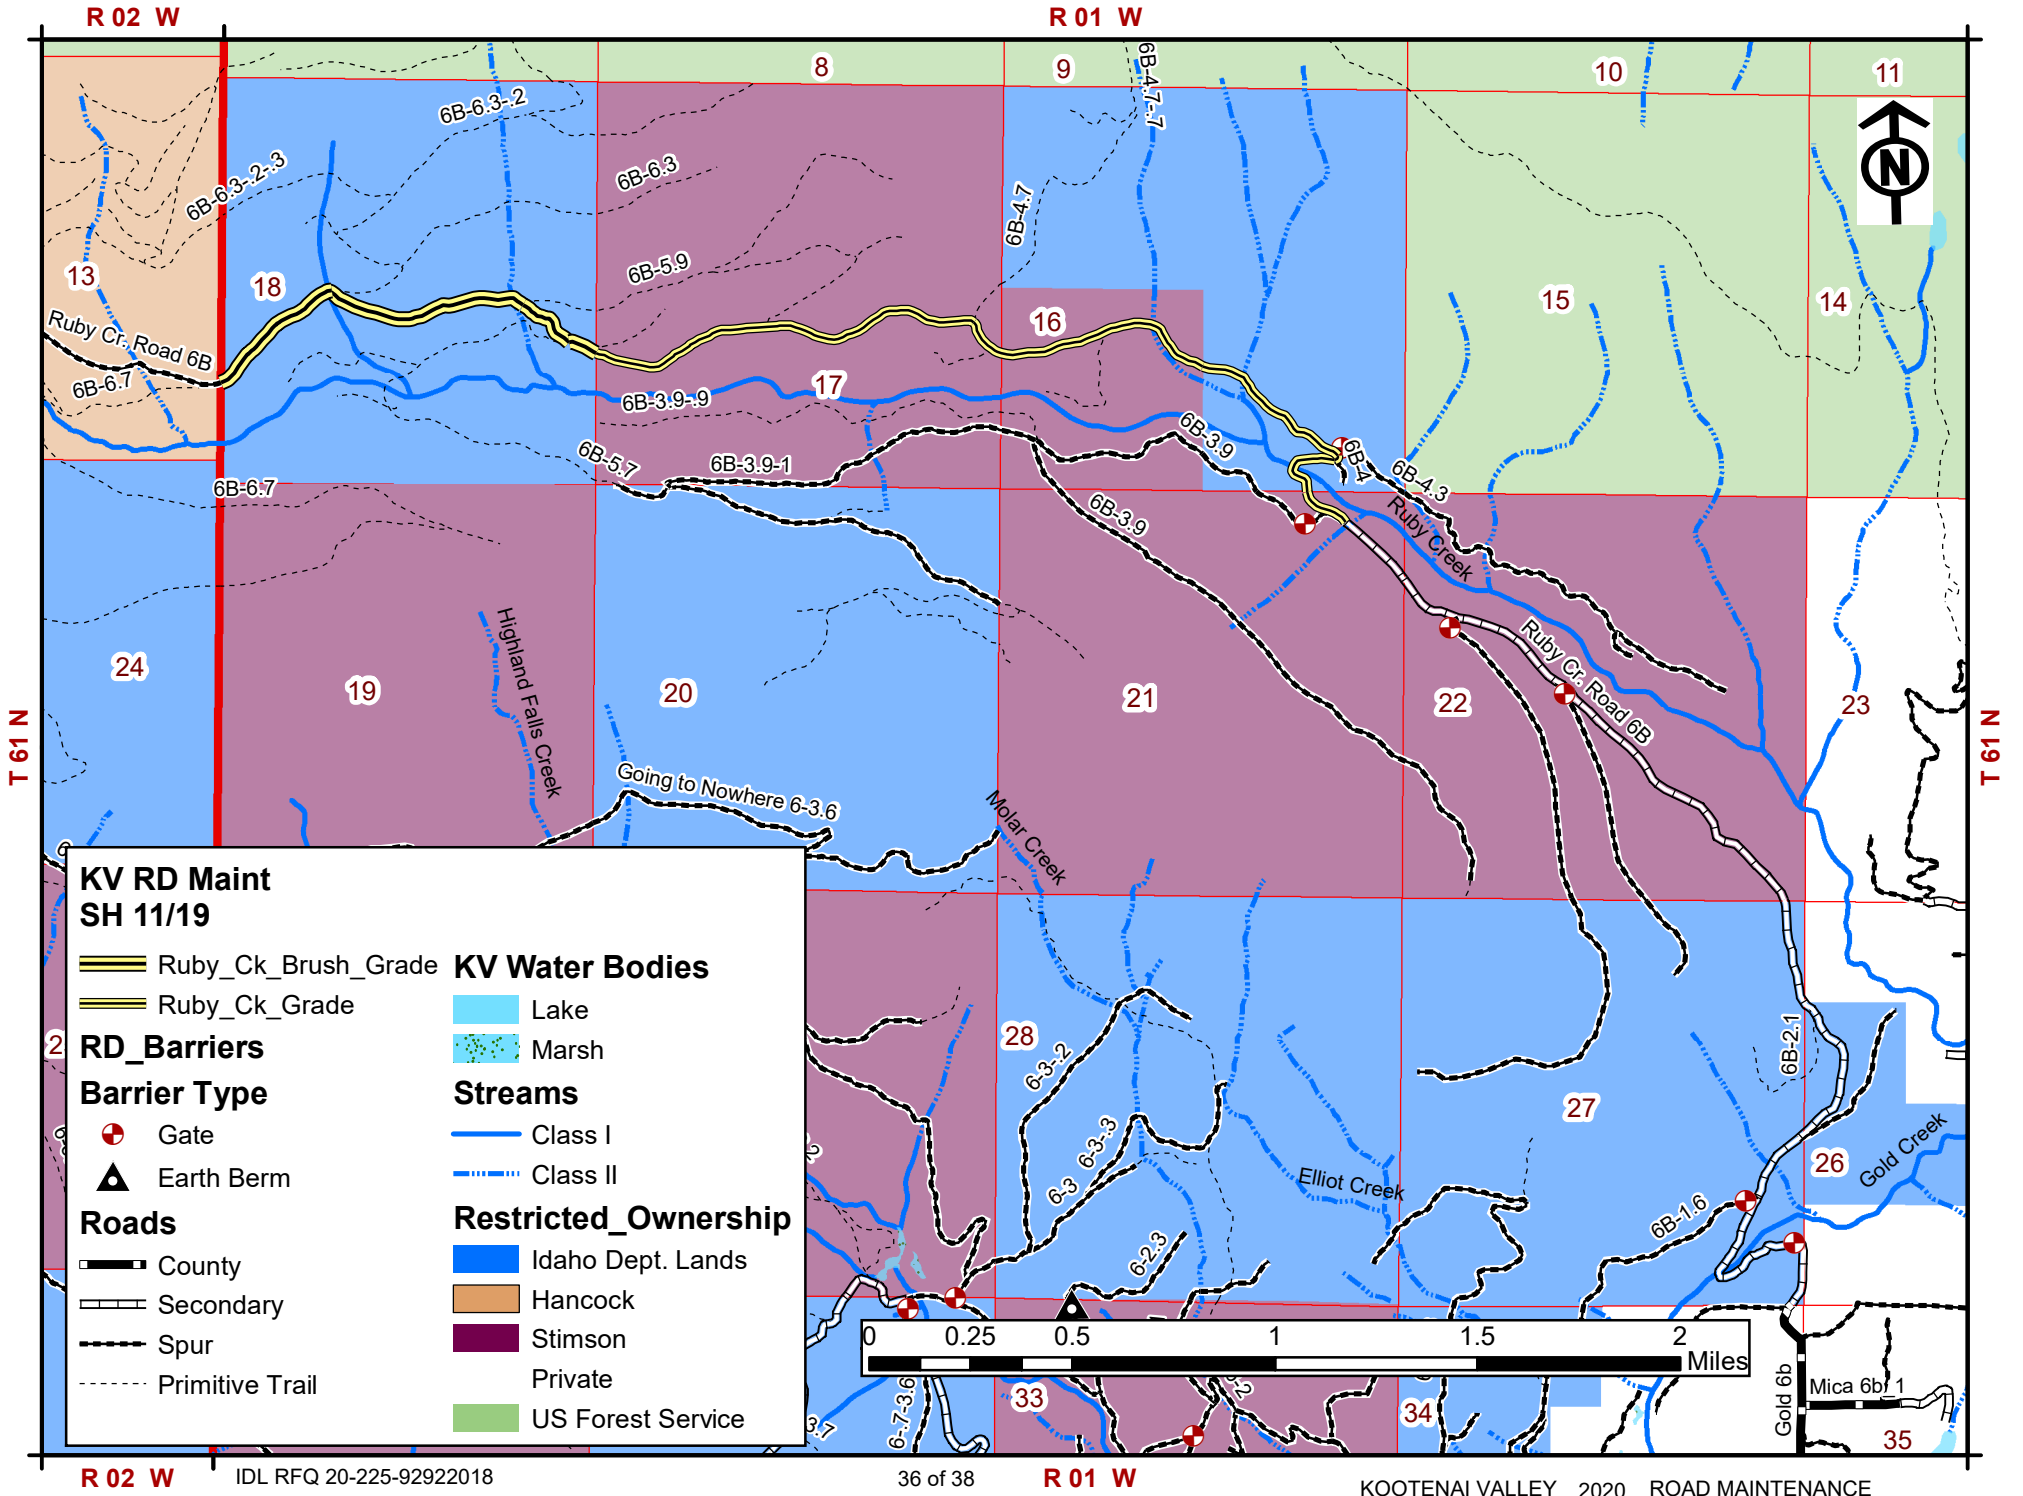 R 02 W
R 01 W
8
9
10
11
6B-4.7-.7
6B-6.3-.2
6B-6.3
6B-6.3-.2-.3
6B-4.7
N
6B-5.9
13
18
16
15
14
Ruby Cr. Road 6B
6B-6.7
17
6B-3.9-.9
6B-3.9
6B-5.7
6B-3.9-1
6B-4
6B-4.3
6B-6.7
6B-3.9
Ruby Creek
24
19
Highland Falls Creek
20
21
22
Ruby Cr. Road 6B
23
T 61 N
T 61 N
Going to Nowhere 6-3.6
Molar Creek
KV RD Maint
SH 11/19
Ruby_Ck_Brush_Grade
Ruby_Ck_Grade
RD_Barriers
Barrier Type
Gate
Earth Berm
Roads
County
Secondary
Spur
Primitive Trail
KV Water Bodies
Lake
Marsh
Streams
Class I
Class II
Restricted_Ownership
Idaho Dept. Lands
Hancock
Stimson
Private
US Forest Service
2
28
6-3-.2
6-3-.3
6-3
6-2.3
Elliot Creek
27
6B-2.1
26
Gold Creek
6B-1.6
0 0.25 0.5 1 1.5 2
Miles
33
34
35
6-7-3.6
3.7
Gold 6b
Mica 6b_1
R 02 W
IDL RFQ 20-225-92922018
36 of 38
R 01 W
KOOTENAI VALLEY 2020 ROAD MAINTENANCE